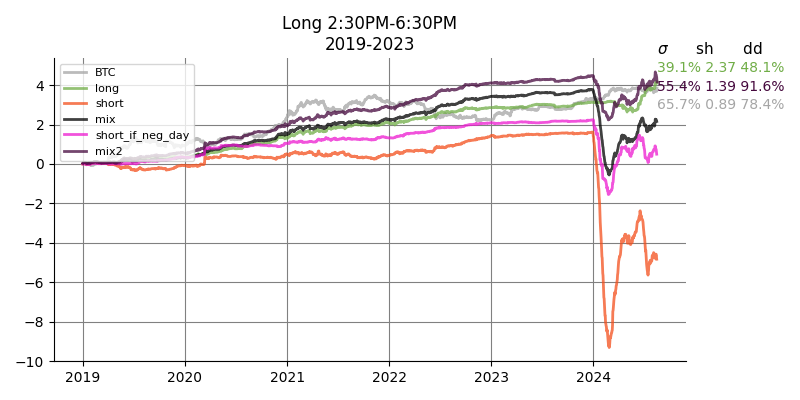 Long 2:30PM-6:30PM
2019-2023
σ sh dd
39.1% 2.37 48.1%
55.4% 1.39 91.6%
65.7% 0.89 78.4%
BTC
long
short
mix
short_if_neg_day
mix2
4
2
0
−2
−4
−6
−8
−10
2019 2020 2021 2022 2023 2024